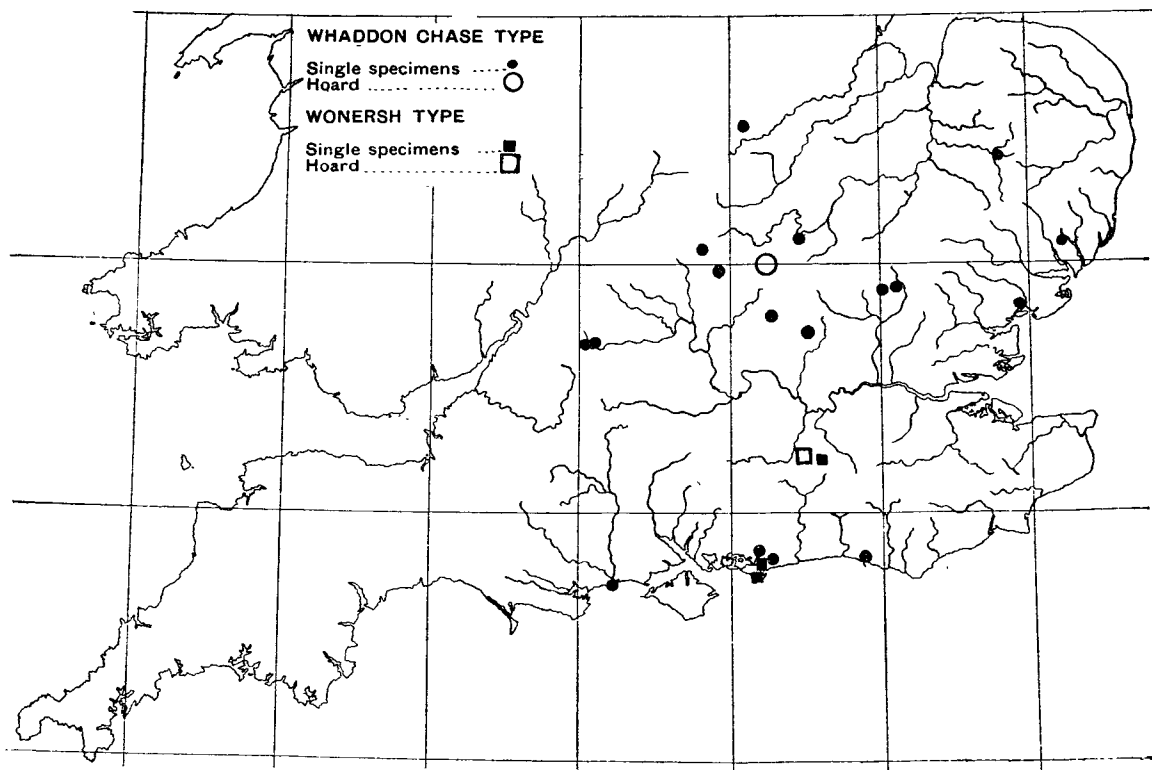 WHADDON CHASE TYPE
Single specimens .....
Hoard ..................
WONERSH TYPE
Single specimens ....
Hoard ...................